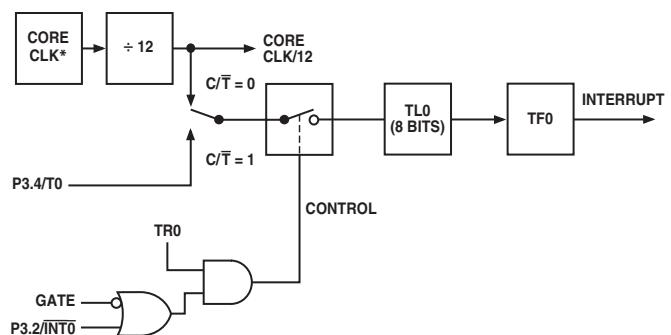 CORE
CLK*
÷ 12
CORE
CLK/12
C/T̅ = 0
INTERRUPT
TL0
(8 BITS)
TF0
C/T̅ = 1
P3.4/T0
CONTROL
TR0
GATE
P3.2/I̅N̅T̅0̅